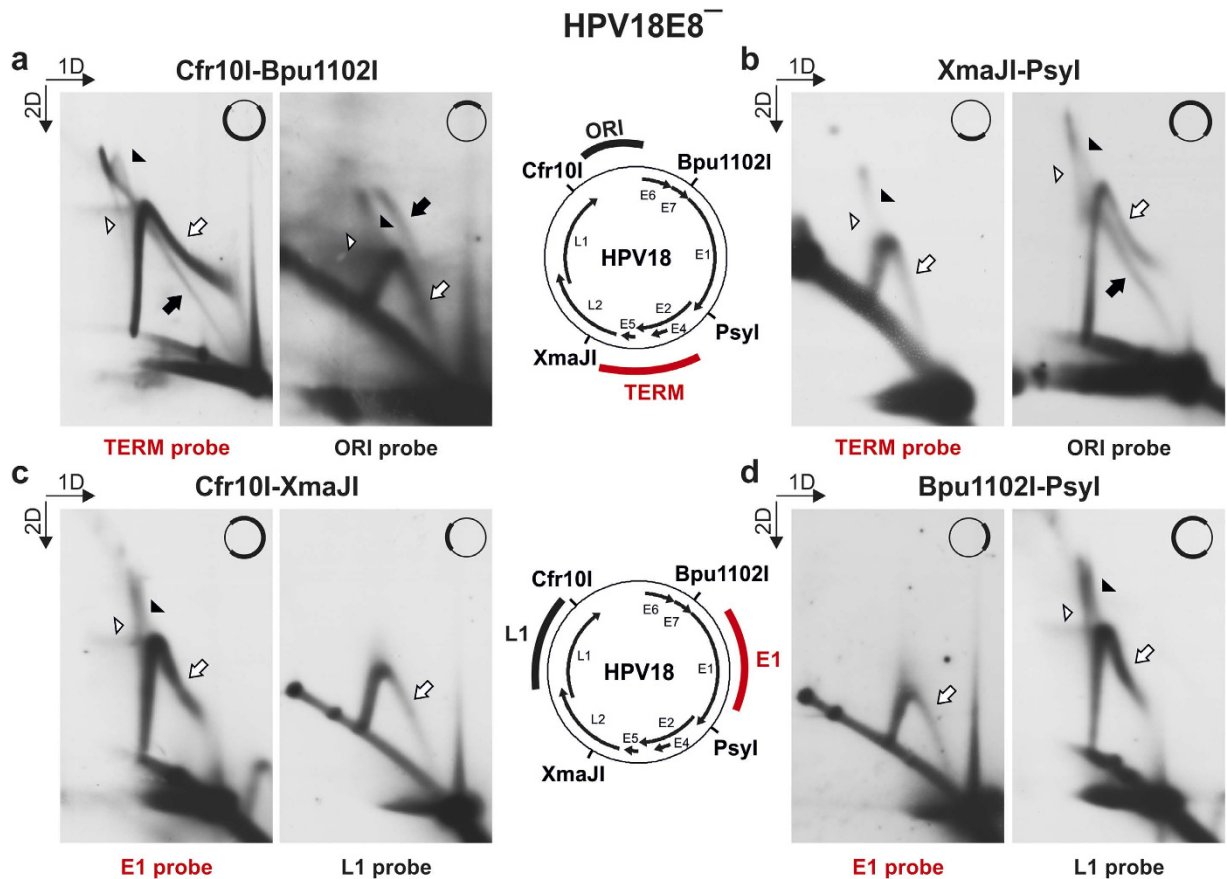 HPV18E8¯
a
1D
2D
Cfr10I-Bpu1102I
TERM probe
ORI probe
ORI
Cfr10I
Bpu1102I
E6
E7
L1
HPV18
E1
L2
E2
E5
E4
PsyI
XmaJI
TERM
b
1D
2D
XmaJI-PsyI
TERM probe
ORI probe
c
1D
2D
Cfr10I-XmaJI
E1 probe
L1 probe
Cfr10I
Bpu1102I
L1
E6
E7
E1
L1
HPV18
E1
L2
E2
E5
E4
PsyI
XmaJI
d
1D
2D
Bpu1102I-PsyI
E1 probe
L1 probe